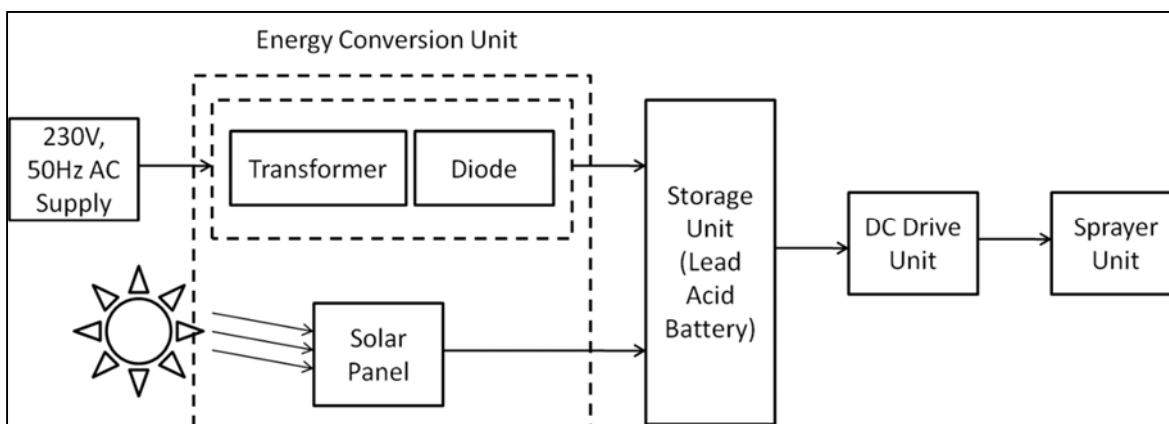 Energy Conversion Unit
230V,
50Hz AC
Supply
Transformer
Diode
Storage
Unit
(Lead
Acid
Battery)
DC Drive
Unit
Sprayer
Unit
Solar
Panel